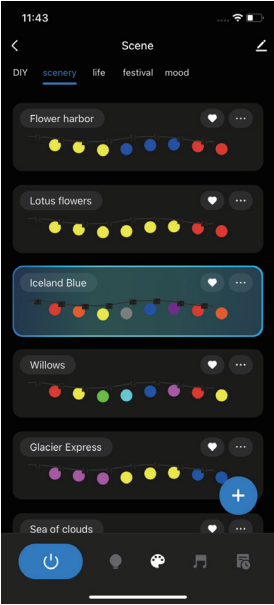 11:43
Scene
DIY scenery life festival mood
Flower harbor
Lotus flowers
Iceland Blue
Willows
Glacier Express
Sea of clouds